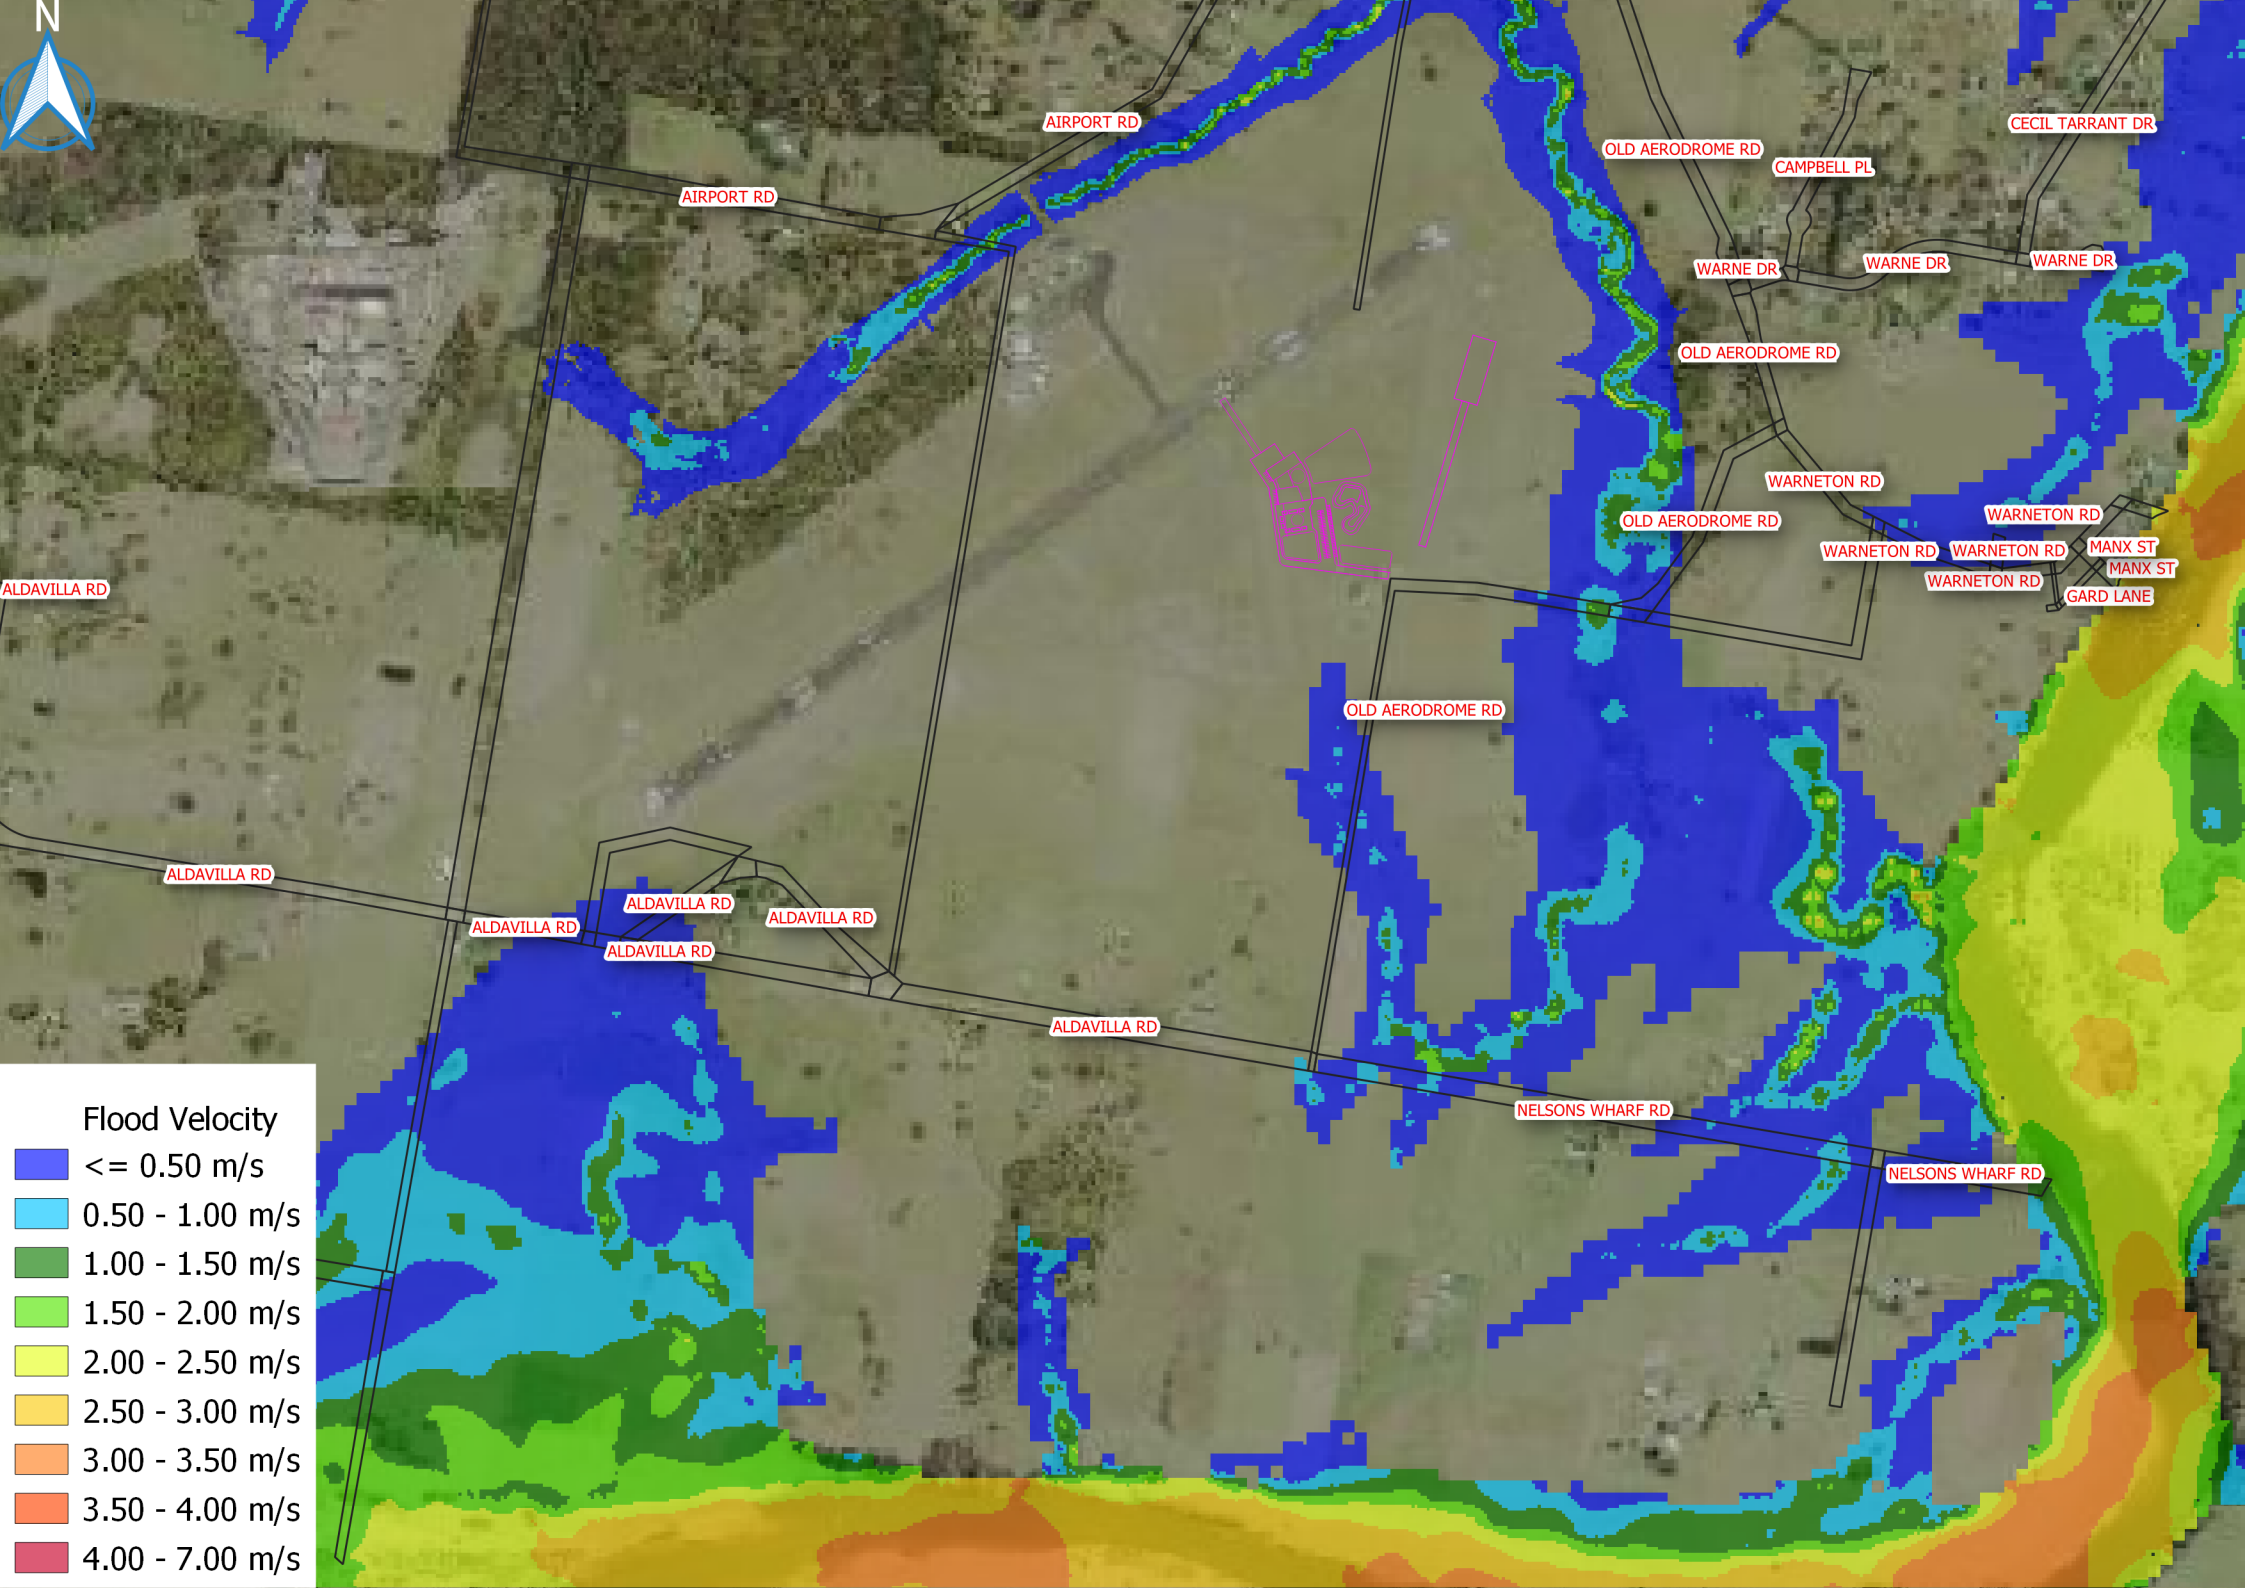 N
AIRPORT RD
CECIL TARRANT DR
OLD AERODROME RD
CAMPBELL PL
AIRPORT RD
WARNE DR
WARNE DR
WARNE DR
OLD AERODROME RD
WARNETON RD
WARNETON RD
OLD AERODROME RD
WARNETON RD
WARNETON RD
MANX ST
MANX ST
WARNETON RD
GARD LANE
ALDAVILLA RD
OLD AERODROME RD
ALDAVILLA RD
ALDAVILLA RD
ALDAVILLA RD
ALDAVILLA RD
ALDAVILLA RD
ALDAVILLA RD
NELSONS WHARF RD
NELSONS WHARF RD
Flood Velocity
<= 0.50 m/s
0.50 - 1.00 m/s
1.00 - 1.50 m/s
1.50 - 2.00 m/s
2.00 - 2.50 m/s
2.50 - 3.00 m/s
3.00 - 3.50 m/s
3.50 - 4.00 m/s
4.00 - 7.00 m/s